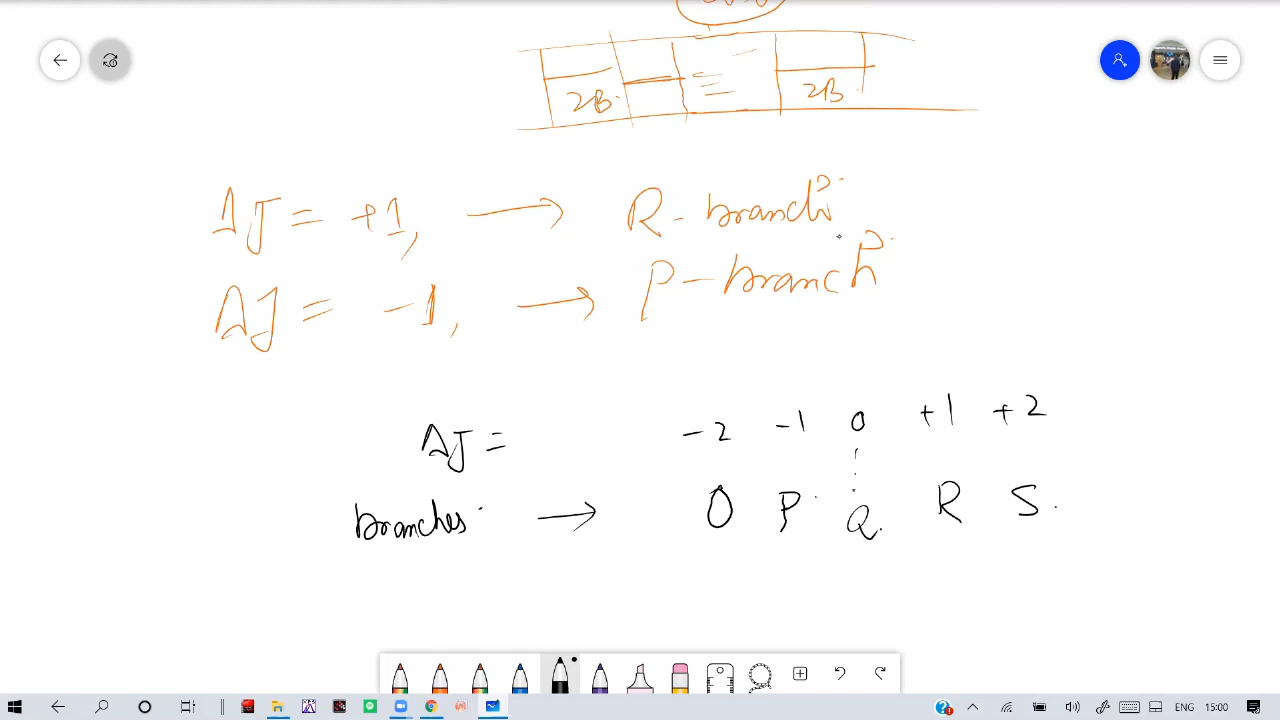 2B. 2B
ΔJ = +1, → R-branch
ΔJ = -1, → P-branch
ΔJ = -2 -1 0 +1 +2
branches → O P Q R S.
ENG 15:00